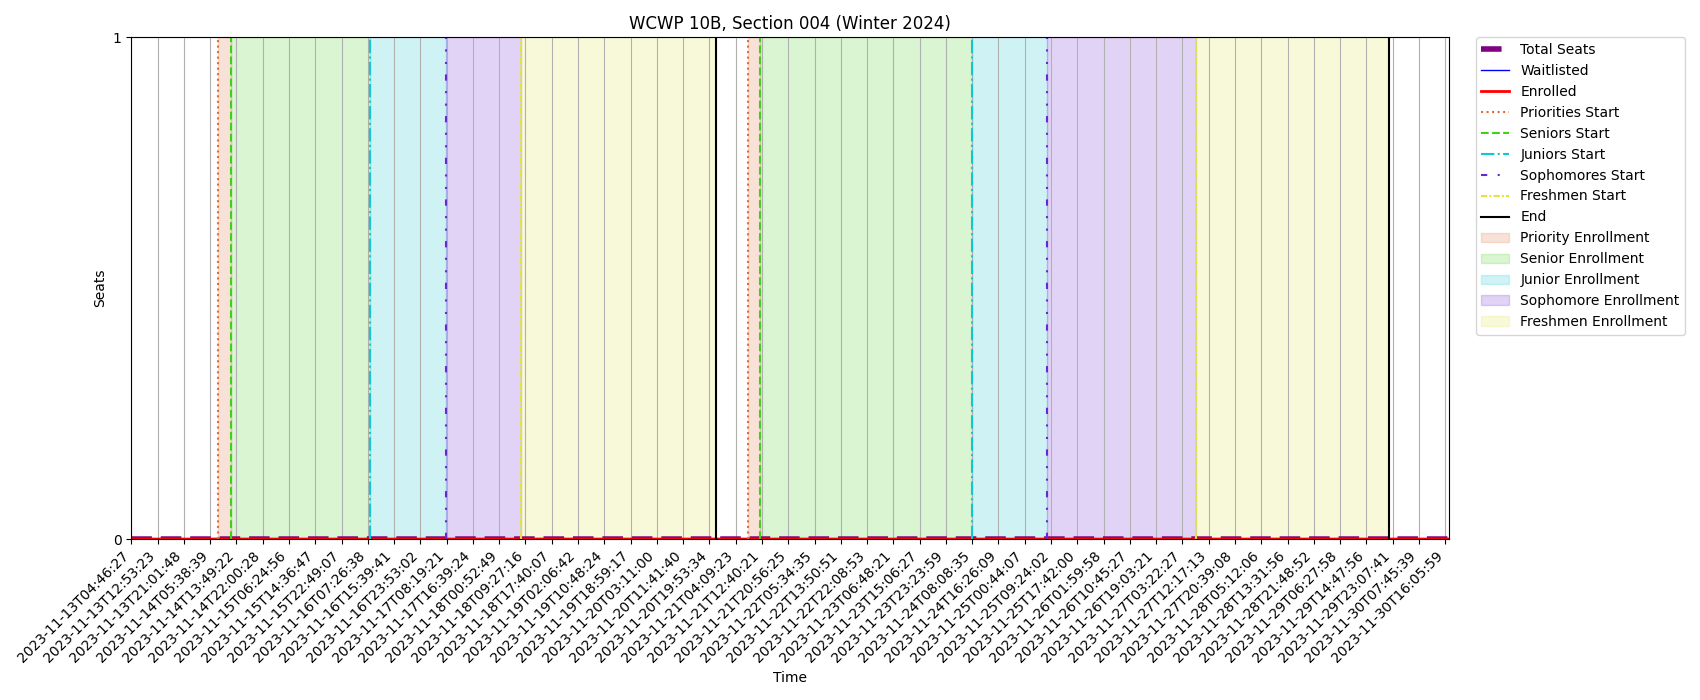 WCWP 10B, Section 004 (Winter 2024)
1
0
Seats
2023-11-13T04:46:27
2023-11-13T12:53:23
2023-11-13T21:01:48
2023-11-14T05:38:39
2023-11-14T13:49:22
2023-11-14T22:00:28
2023-11-15T06:24:56
2023-11-15T14:36:47
2023-11-15T22:49:07
2023-11-16T07:26:38
2023-11-16T15:39:41
2023-11-16T23:53:02
2023-11-17T08:19:21
2023-11-17T16:39:24
2023-11-18T00:52:49
2023-11-18T09:27:16
2023-11-18T17:40:07
2023-11-19T02:06:42
2023-11-19T10:48:24
2023-11-19T18:59:17
2023-11-20T03:11:00
2023-11-20T11:41:40
2023-11-20T19:53:34
2023-11-21T04:09:23
2023-11-21T12:40:21
2023-11-21T20:56:25
2023-11-22T05:34:35
2023-11-22T13:50:51
2023-11-22T22:08:53
2023-11-23T06:48:21
2023-11-23T15:06:27
2023-11-23T23:23:59
2023-11-24T08:08:35
2023-11-24T16:26:09
2023-11-25T00:44:07
2023-11-25T09:24:02
2023-11-25T17:42:00
2023-11-26T01:59:58
2023-11-26T10:45:27
2023-11-26T19:03:21
2023-11-27T03:22:27
2023-11-27T12:17:13
2023-11-27T20:39:08
2023-11-28T05:12:06
2023-11-28T13:31:56
2023-11-28T21:48:52
2023-11-29T06:27:58
2023-11-29T14:47:56
2023-11-29T23:07:41
2023-11-30T07:45:39
2023-11-30T16:05:59
Time
Total Seats
Waitlisted
Enrolled
Priorities Start
Seniors Start
Juniors Start
Sophomores Start
Freshmen Start
End
Priority Enrollment
Senior Enrollment
Junior Enrollment
Sophomore Enrollment
Freshmen Enrollment